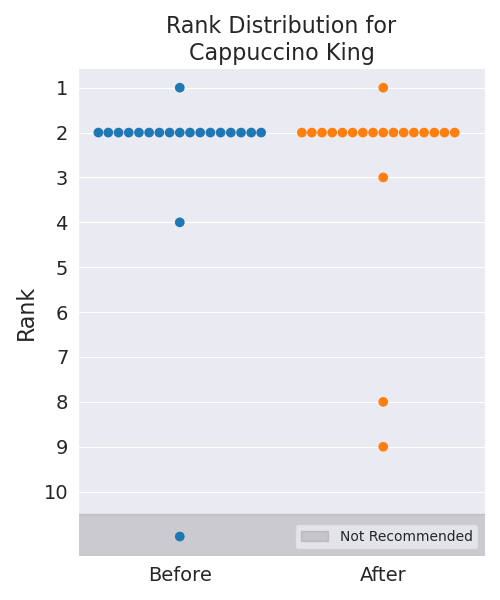 Rank Distribution for
Cappuccino King
1
2
3
4
5
6
7
8
9
10
Rank
Not Recommended
Before
After